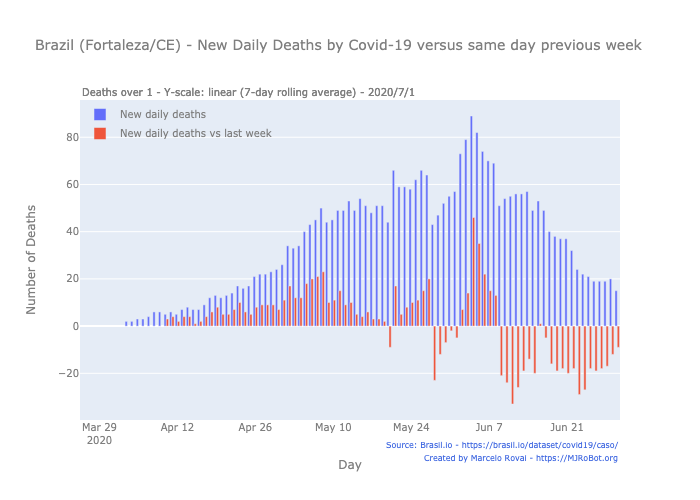 Brazil (Fortaleza/CE) - New Daily Deaths by Covid-19 versus same day previous week
Deaths over 1 - Y-scale: linear (7-day rolling average) - 2020/7/1
New daily deaths
New daily deaths vs last week
80
60
40
20
0
−20
Number of Deaths
Mar 29
2020
Apr 12
Apr 26
May 10
May 24
Jun 7
Jun 21
Day
Source: Brasil.io - https://brasil.io/dataset/covid19/caso/
Created by Marcelo Rovai - https://MJRoBot.org